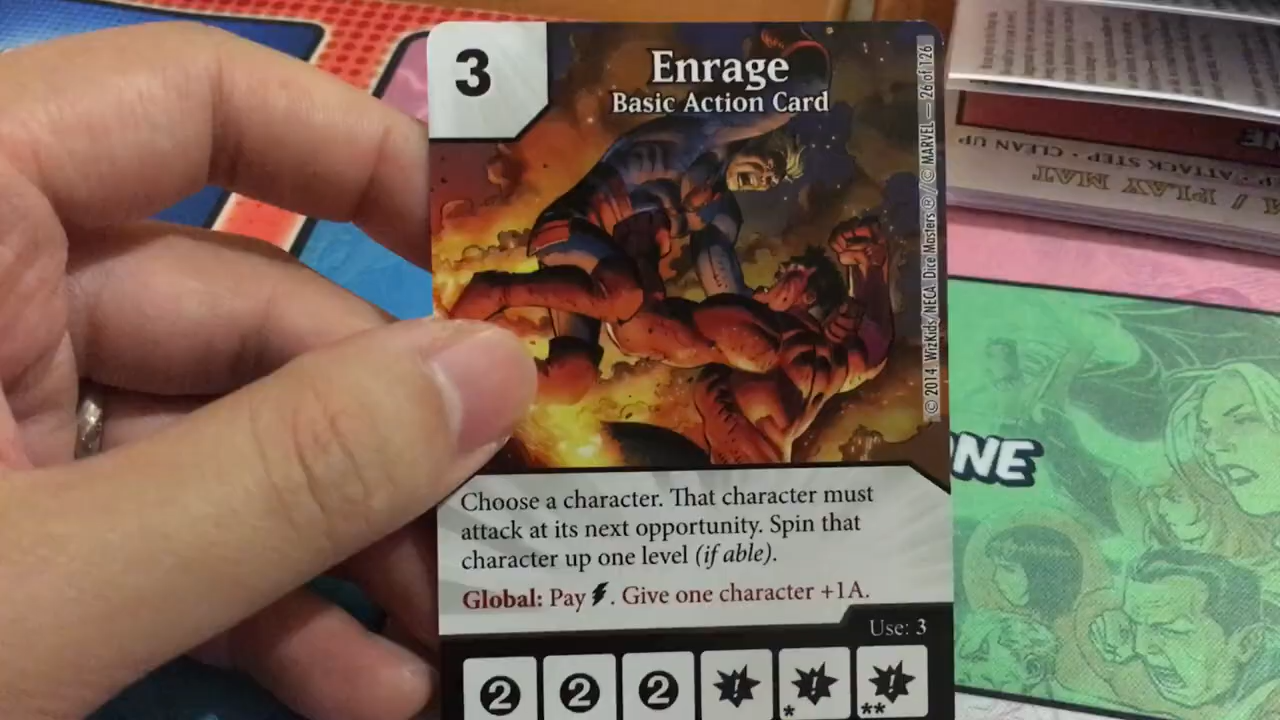 3
Enrage
Basic Action Card
© 2014 WizKids/NECA. Dice Masters ®/© MARVEL — 26 of 126
Choose a character. That character must
attack at its next opportunity. Spin that
character up one level (if able).
Global: Pay . Give one character +1A.
Use: 3
2 2 2 ! ! * ! **
ATTACK STEP • CLEAN UP
/ PLAY MAT
NE